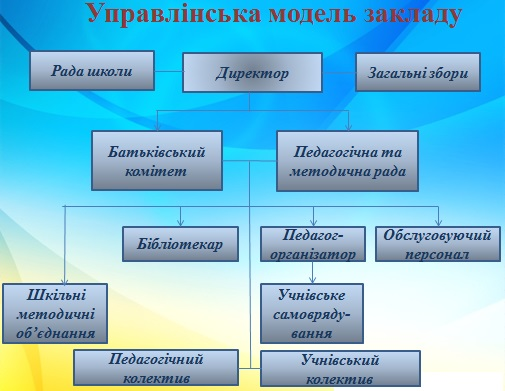 Управлінська модель закладу
Рада школи
Директор
Загальні збори
Батьківський
комітет
Педагогічна та
методична рада
Бібліотекар
Педагог-
організатор
Обслуговуючий
персонал
Шкільні
методичні
об’єднання
Учнівське
самовряду-
вання
Педагогічний
колектив
Учнівський
колектив